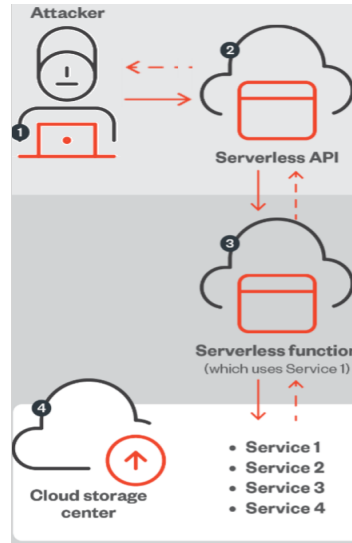 Attacker
1
2
Serverless API
3
Serverless function
(which uses Service 1)
4
Cloud storage
center
• Service 1
• Service 2
• Service 3
• Service 4